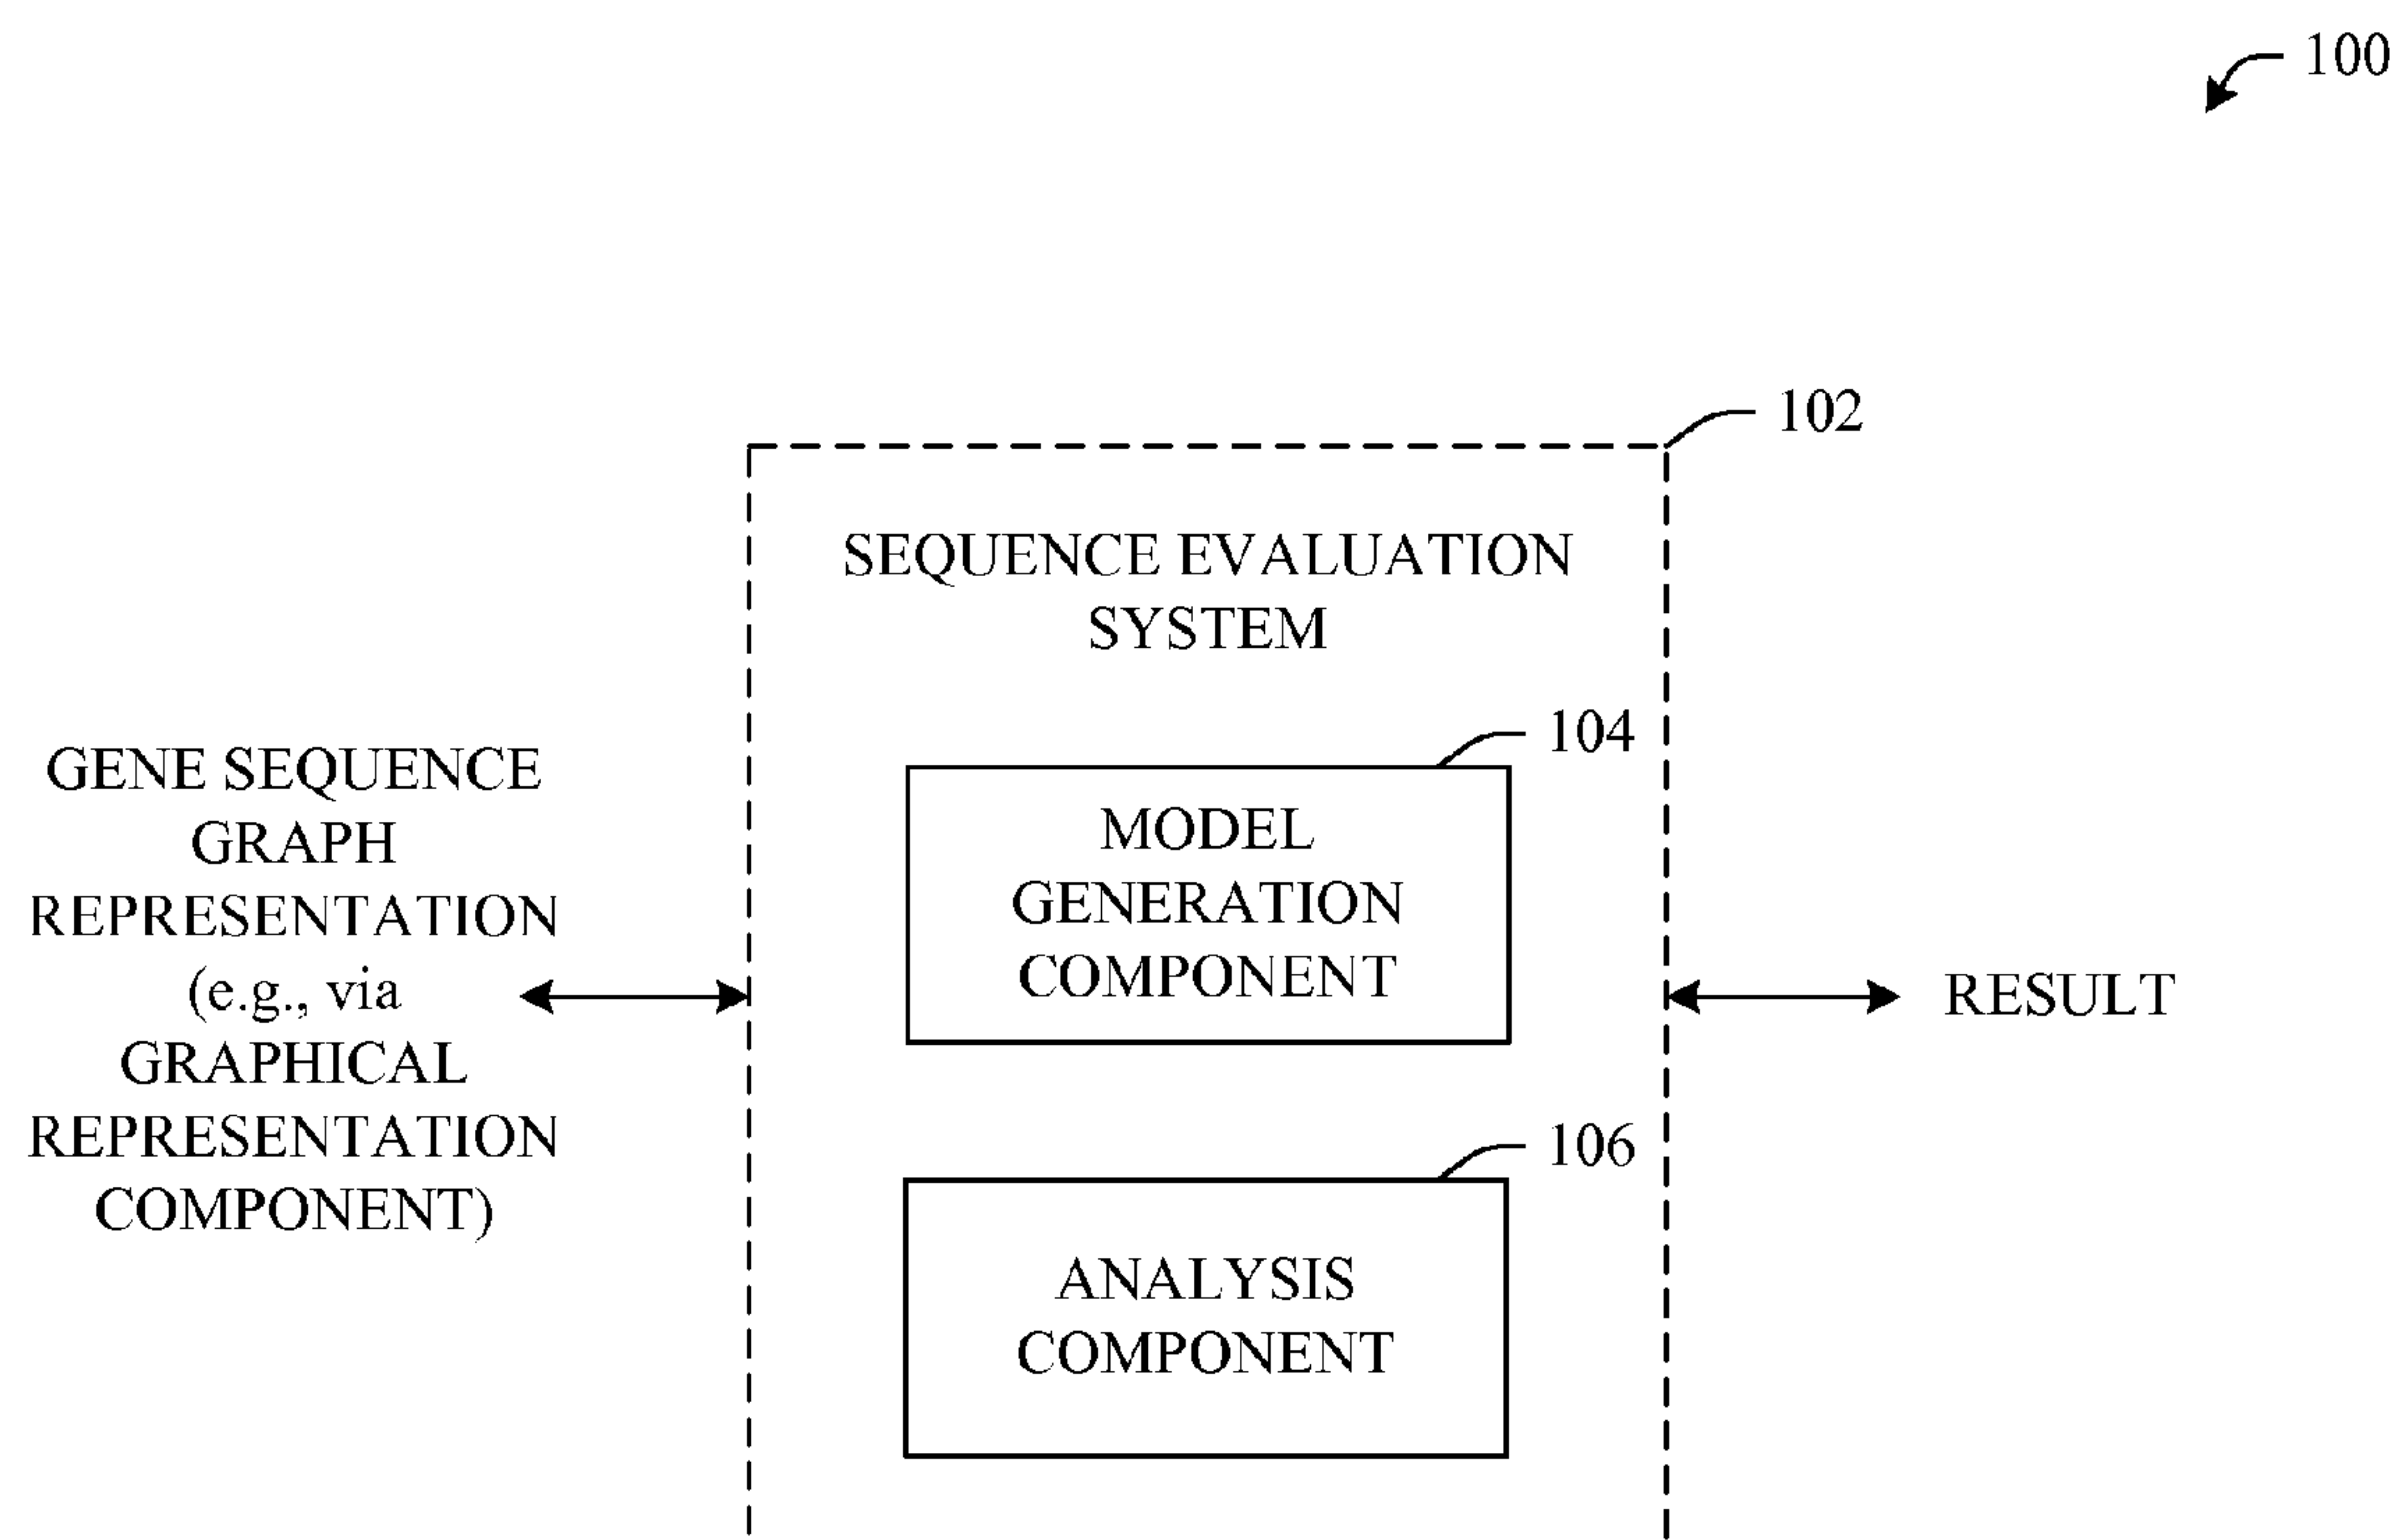 100
102
SEQUENCE EVALUATION
SYSTEM
104
MODEL
GENERATION
COMPONENT
GENE SEQUENCE
GRAPH
REPRESENTATION
(e.g., via
GRAPHICAL
REPRESENTATION
COMPONENT)
RESULT
106
ANALYSIS
COMPONENT